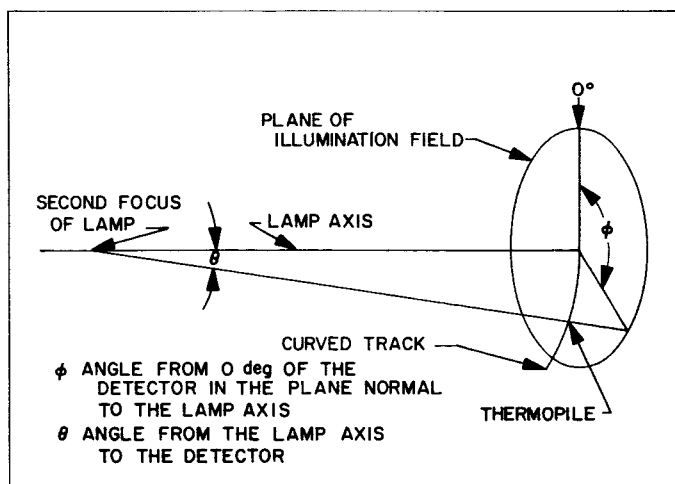 0°
PLANE OF
ILLUMINATION FIELD
SECOND FOCUS
OF LAMP
LAMP AXIS
ϕ
θ
CURVED TRACK
ϕ ANGLE FROM 0 deg OF THE
DETECTOR IN THE PLANE NORMAL
TO THE LAMP AXIS
THERMOPILE
θ ANGLE FROM THE LAMP AXIS
TO THE DETECTOR